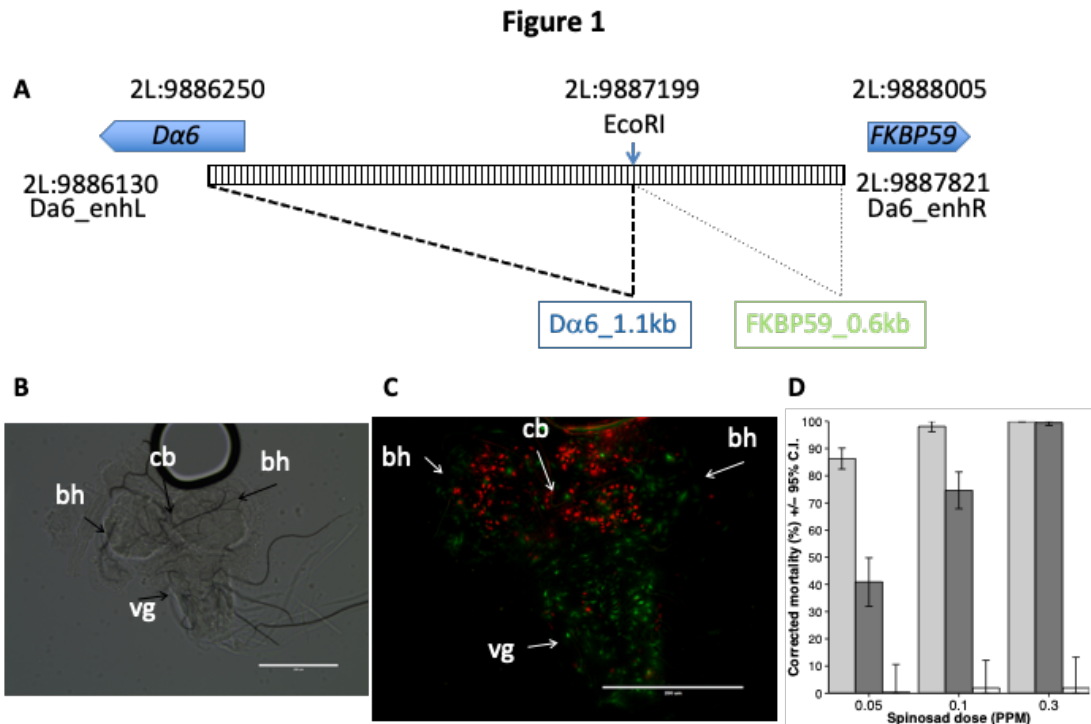 Figure 1
A
2L:9886250
2L:9887199
2L:9888005
EcoRI
Dα6
FKBP59
2L:9886130
Da6_enhL
2L:9887821
Da6_enhR
Dα6_1.1kb
FKBP59_0.6kb
B
cb
bh
bh
vg
C
cb
bh
bh
vg
D
Corrected mortality (%) +/− 95% C.I.
100
90
80
70
60
50
40
30
20
10
0
0.05
0.1
0.3
Spinosad dose (PPM)